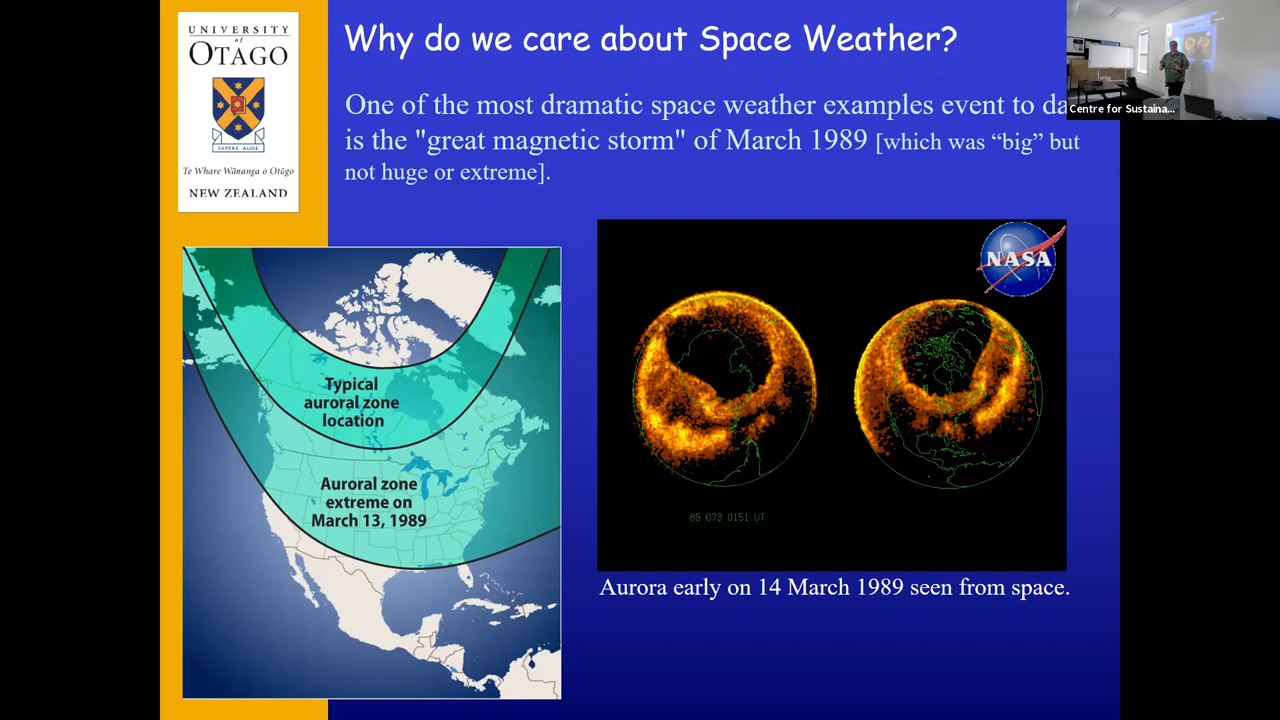 UNIVERSITY
of
OTAGO
SAPERE AUDE
Te Whare Wānanga o Otāgo
NEW ZEALAND
Why do we care about Space Weather?
One of the most dramatic space weather examples event to da
is the "great magnetic storm" of March 1989 [which was “big” but
not huge or extreme].
Centre for Sustaina...
Typical
auroral zone
location
Auroral zone
extreme on
March 13, 1989
NASA
89 073 0151 UT
Aurora early on 14 March 1989 seen from space.